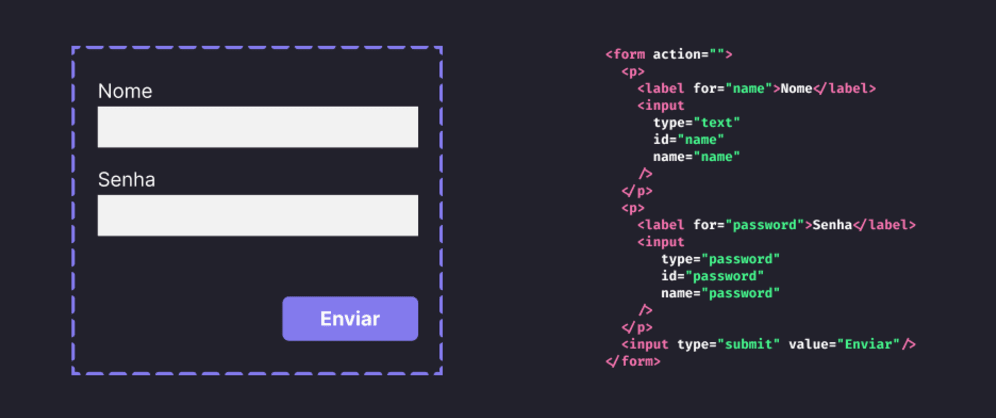 Nome
Senha
Enviar
<form action="">
<p>
<label for="name">Nome</label>
<input
type="text"
id="name"
name="name"
/>
</p>
<p>
<label for="password">Senha</label>
<input
type="password"
id="password"
name="password"
/>
</p>
<input type="submit" value="Enviar"/>
</form>